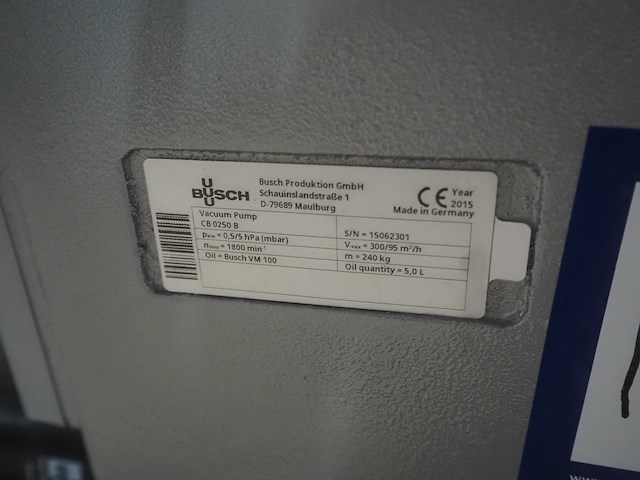 BUSCH
Busch Produktion GmbH
Schauinslandstraße 1
D-79689 Maulburg
CE Year
2015
Made in Germany
Vacuum Pump
CB 0250 B
S/N = 15062301
Pmin = 0,5/5 hPa (mbar)
Vmax = 300/95 m³/h
nmax = 1800 min⁻¹
m = 240 kg
Oil = Busch VM 100
Oil quantity = 5,0 L